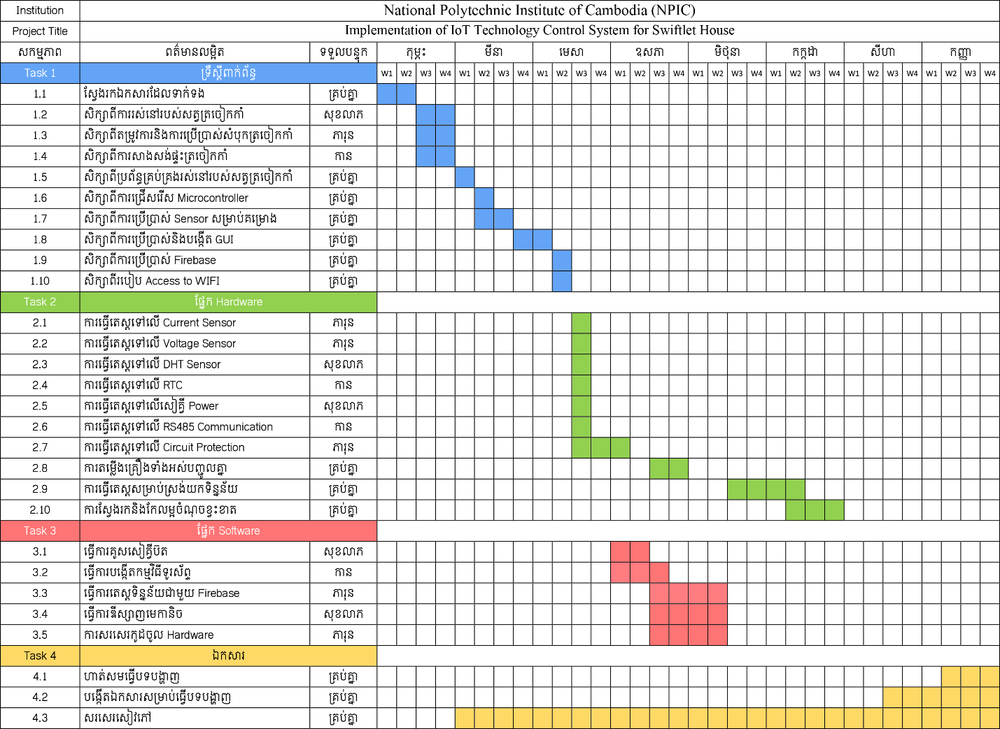 Institution National Polytechnic Institute of Cambodia (NPIC)
Project Title Implementation of IoT Technology Control System for Swiftlet House
សកម្មភាព ពត៌មានលម្អិត ទទួលបន្ទុក កុម្ភះ មីនា មេសា ឧសភា មិថុនា កក្កដា សីហា កញ្ញា
Task 1 ទ្រឹស្តីពាក់ព័ន្ធ W1 W2 W3 W4 W1 W2 W3 W4 W1 W2 W3 W4 W1 W2 W3 W4 W1 W2 W3 W4 W1 W2 W3 W4 W1 W2 W3 W4 W1 W2 W3 W4
1.1 ស្វែងរកឯកសារដែលទាក់ទង គ្រប់គ្នា
1.2 សិក្សាពីការរស់នៅរបស់សត្វត្រចៀកកាំ សុខលាភ
1.3 សិក្សាពីតម្រូវការនិងការប្រើប្រាស់សំបុកត្រចៀកកាំ ភារុន
1.4 សិក្សាពីការសាងសង់ផ្ទះត្រចៀកកាំ កាន
1.5 សិក្សាពីប្រព័ន្ធគ្រប់គ្រងរស់នៅរបស់សត្វត្រចៀកកាំ គ្រប់គ្នា
1.6 សិក្សាពីការជ្រើសរើស Microcontroller គ្រប់គ្នា
1.7 សិក្សាពីការប្រើប្រាស់ Sensor សម្រាប់គម្រោង គ្រប់គ្នា
1.8 សិក្សាពីការប្រើប្រាស់និងបង្កើត GUI គ្រប់គ្នា
1.9 សិក្សាពីការប្រើប្រាស់ Firebase គ្រប់គ្នា
1.10 សិក្សាពីរបៀប Access to WIFI គ្រប់គ្នា
Task 2 ផ្នែក Hardware
2.1 ការធ្វើតេស្តទៅលើ Current Sensor ភារុន
2.2 ការធ្វើតេស្តទៅលើ Voltage Sensor ភារុន
2.3 ការធ្វើតេស្តទៅលើ DHT Sensor សុខលាភ
2.4 ការធ្វើតេស្តទៅលើ RTC កាន
2.5 ការធ្វើតេស្តទៅលើសៀគ្វី Power សុខលាភ
2.6 ការធ្វើតេស្តទៅលើ RS485 Communication កាន
2.7 ការធ្វើតេស្តទៅលើ Circuit Protection ភារុន
2.8 ការតម្លើងគ្រឿងទាំងអស់បញ្ចូលគ្នា គ្រប់គ្នា
2.9 ការធ្វើតេស្តសម្រាប់ស្រង់យកទិន្នន័យ គ្រប់គ្នា
2.10 ការស្វែងរកនិងកែលម្អចំណុចខ្វះខាត គ្រប់គ្នា
Task 3 ផ្នែក Software
3.1 ធ្វើការគូសសៀគ្វីប៊ត សុខលាភ
3.2 ធ្វើការបង្កើតកម្មវិធីទូរស័ព្ទ កាន
3.3 ធ្វើការតេស្តទិន្នន័យជាមួយ Firebase ភារុន
3.4 ធ្វើការឌីស្សាញមេកានិច សុខលាភ
3.5 ការសរសេរកូដចូល Hardware ភារុន
Task 4 ឯកសារ
4.1 ហាត់សមធ្វើបទបង្ហាញ គ្រប់គ្នា
4.2 បង្កើតឯកសារសម្រាប់ធ្វើបទបង្ហាញ គ្រប់គ្នា
4.3 សរសេរសៀវភៅ គ្រប់គ្នា